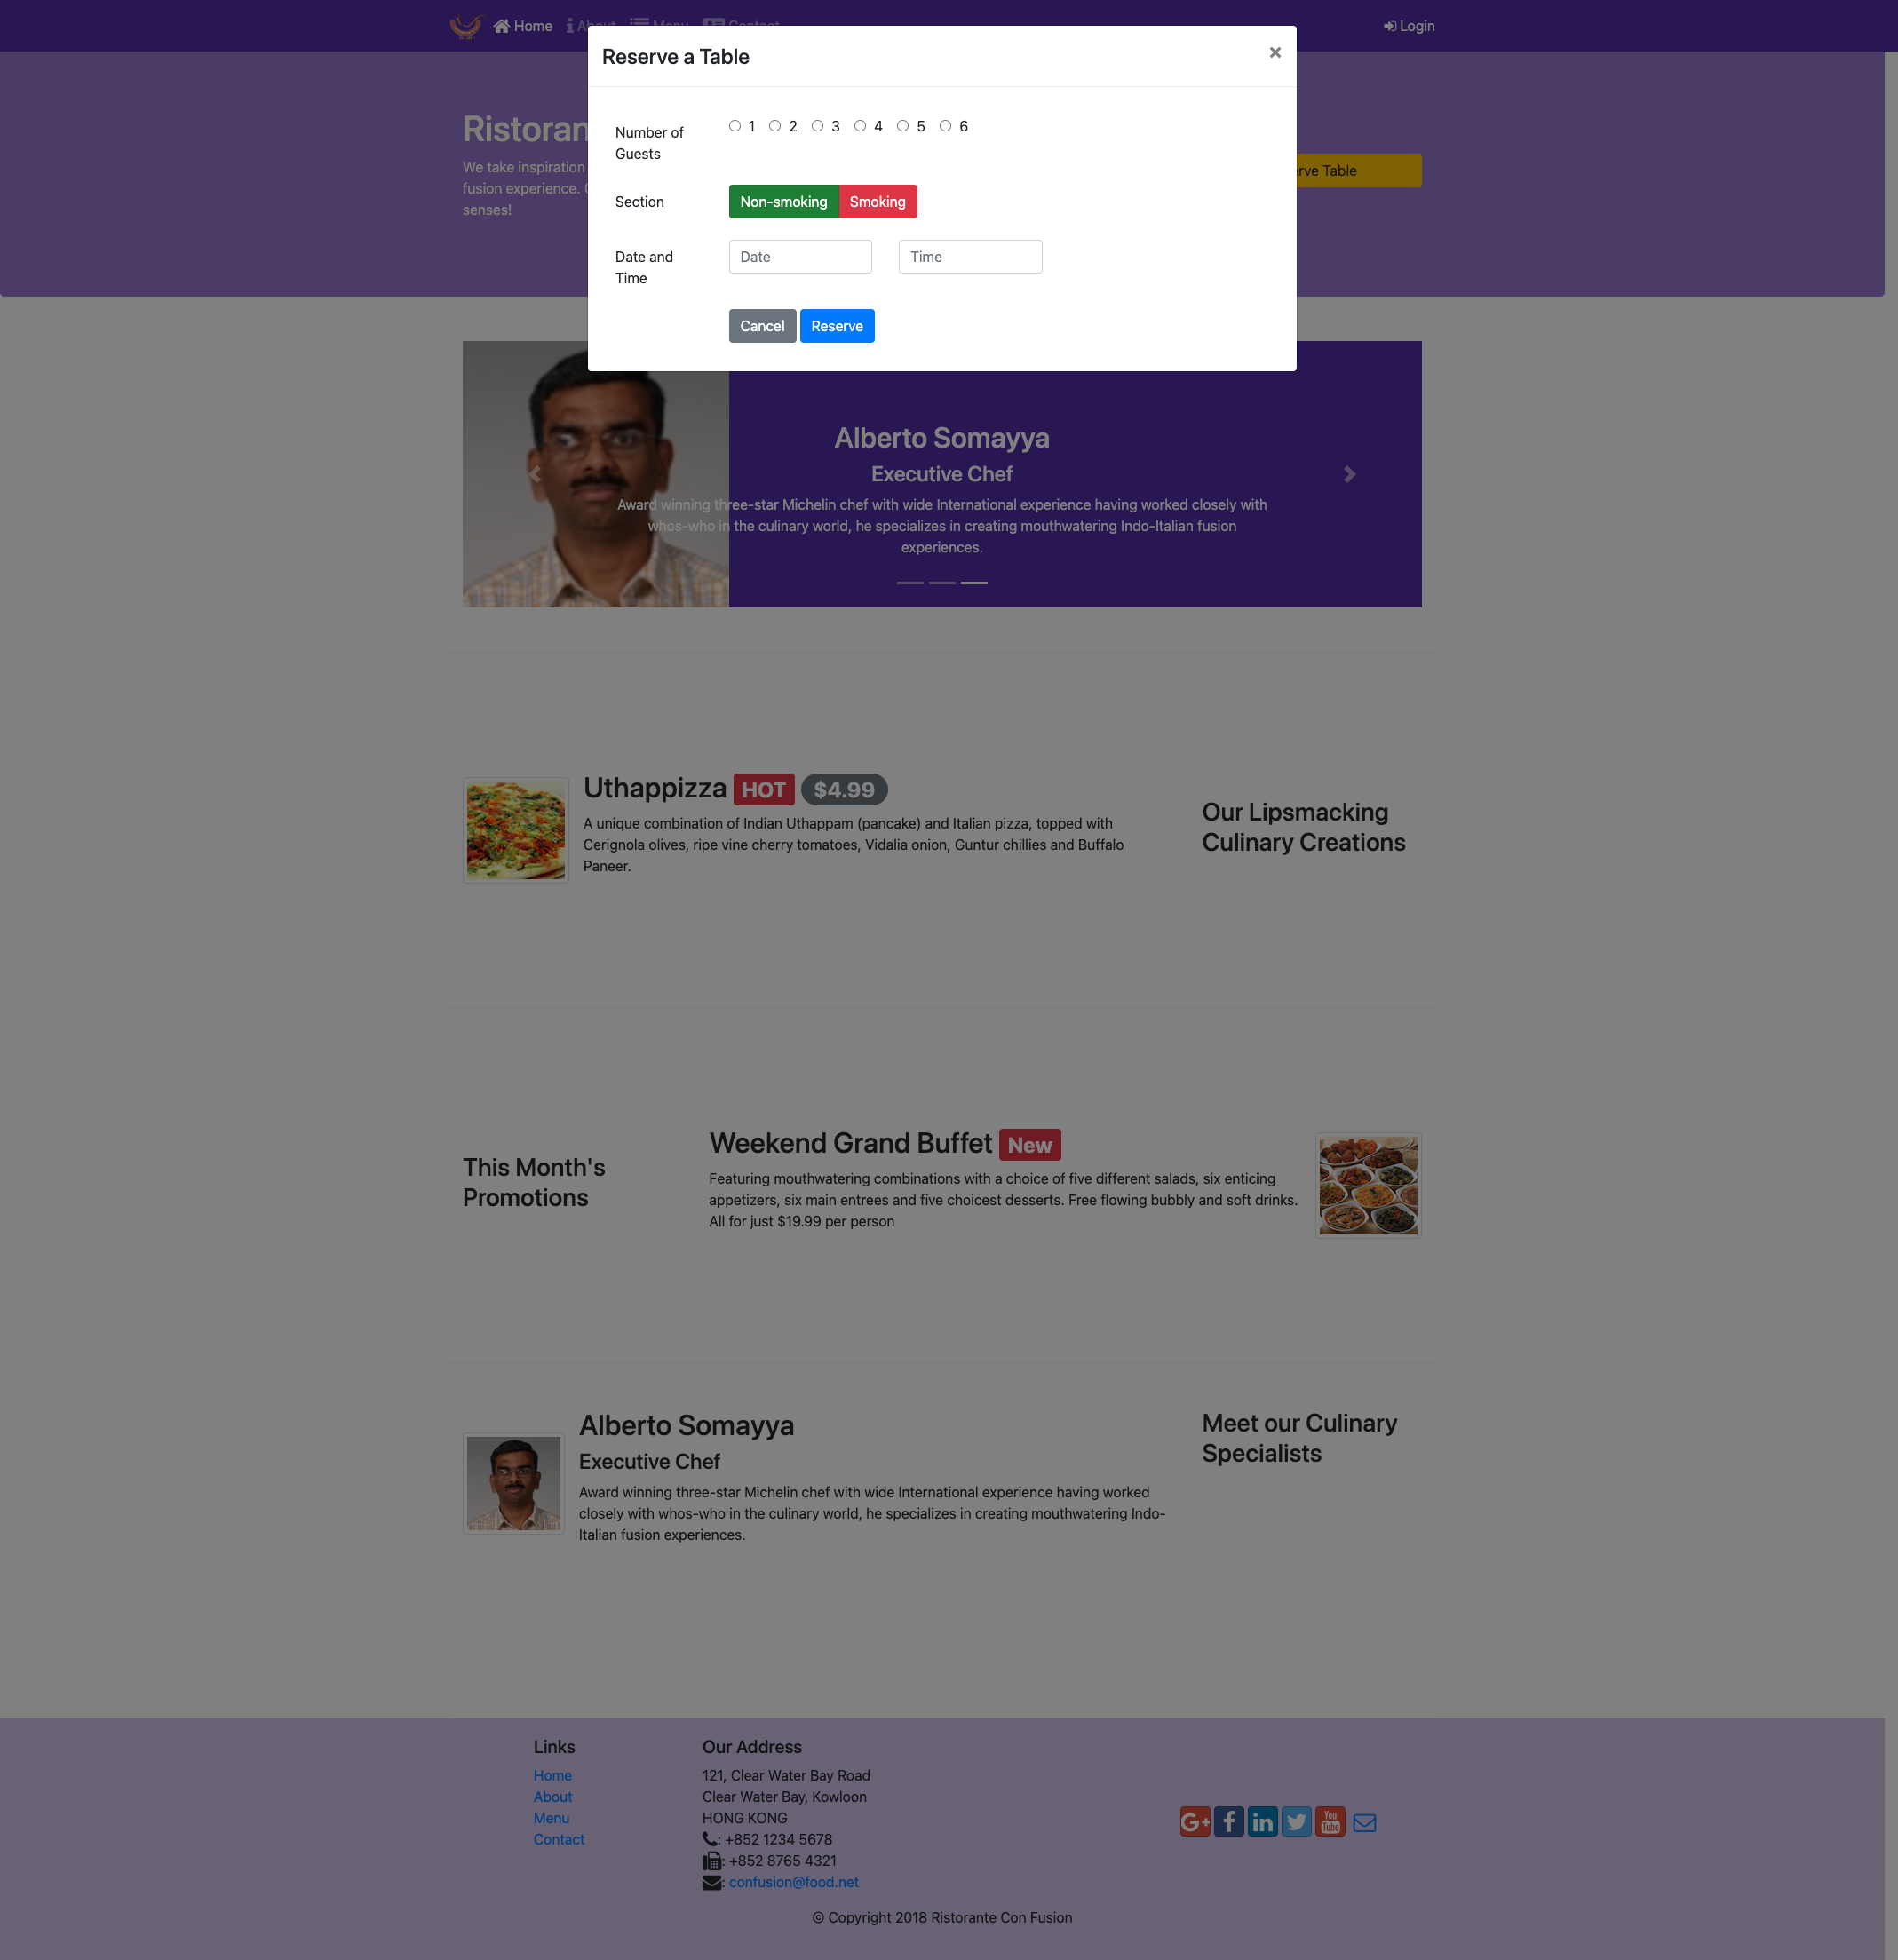 Home About Menu Contact Login
Reserve a Table ×
Number of
Guests
1 2 3 4 5 6
Section
Non-smoking Smoking
Date and
Time
Date Time
Cancel Reserve
We take inspiration
fusion experience.
senses!
Table
Alberto Somayya
Executive Chef
Award winning three-star Michelin chef with wide International experience having worked closely with
whos-who in the culinary world, he specializes in creating mouthwatering Indo-Italian fusion
experiences.
Uthappizza HOT $4.99
A unique combination of Indian Uthappam (pancake) and Italian pizza, topped with
Cerignola olives, ripe vine cherry tomatoes, Vidalia onion, Guntur chillies and Buffalo
Paneer.
Our Lipsmacking
Culinary Creations
This Month's
Promotions
Weekend Grand Buffet New
Featuring mouthwatering combinations with a choice of five different salads, six enticing
appetizers, six main entrees and five choicest desserts. Free flowing bubbly and soft drinks.
All for just $19.99 per person
Alberto Somayya
Executive Chef
Award winning three-star Michelin chef with wide International experience having worked
closely with whos-who in the culinary world, he specializes in creating mouthwatering Indo-
Italian fusion experiences.
Meet our Culinary
Specialists
Links
Home
About
Menu
Contact
Our Address
121, Clear Water Bay Road
Clear Water Bay, Kowloon
HONG KONG
: +852 1234 5678
: +852 8765 4321
: confusion@food.net
G+ f in You Tube
© Copyright 2018 Ristorante Con Fusion